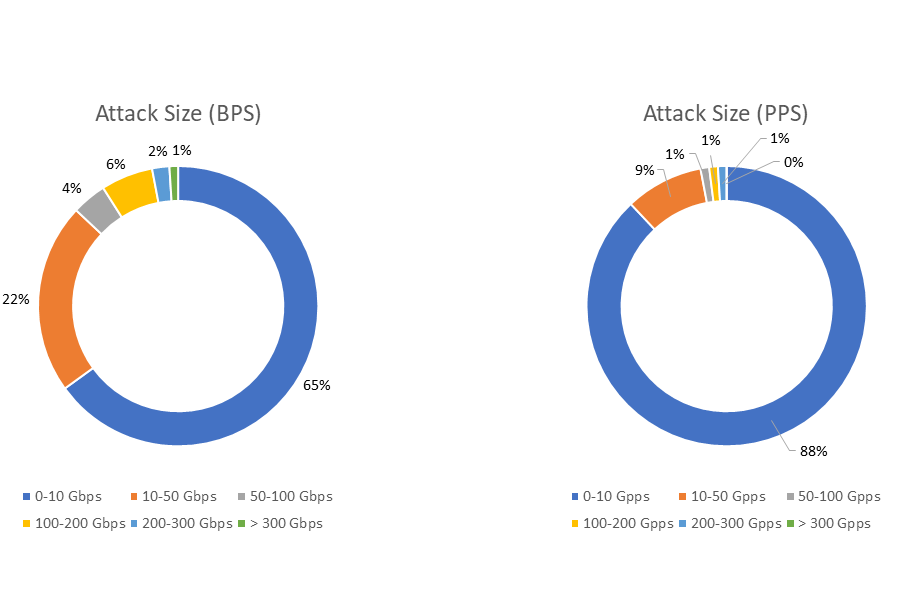 Attack Size (BPS)
2% 1%
6%
4%
22%
65%
0-10 Gbps 10-50 Gbps 50-100 Gbps
100-200 Gbps 200-300 Gbps > 300 Gbps
Attack Size (PPS)
1%
1%
1%
0%
9%
88%
0-10 Gpps 10-50 Gpps 50-100 Gpps
100-200 Gpps 200-300 Gpps > 300 Gpps